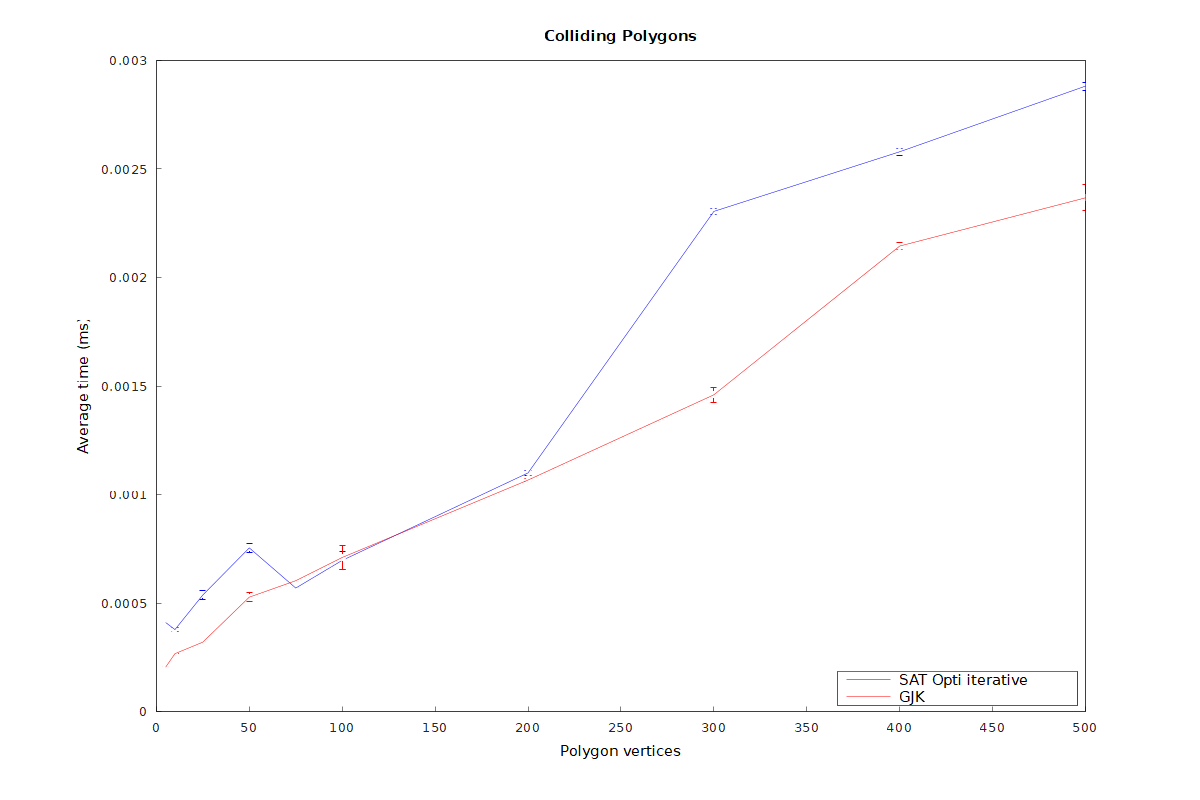 Colliding Polygons
0.003
0.0025
0.002
0.0015
0.001
0.0005
0
Average time (ms)
0 50 100 150 200 250 300 350 400 450 500
Polygon vertices
SAT Opti iterative
GJK